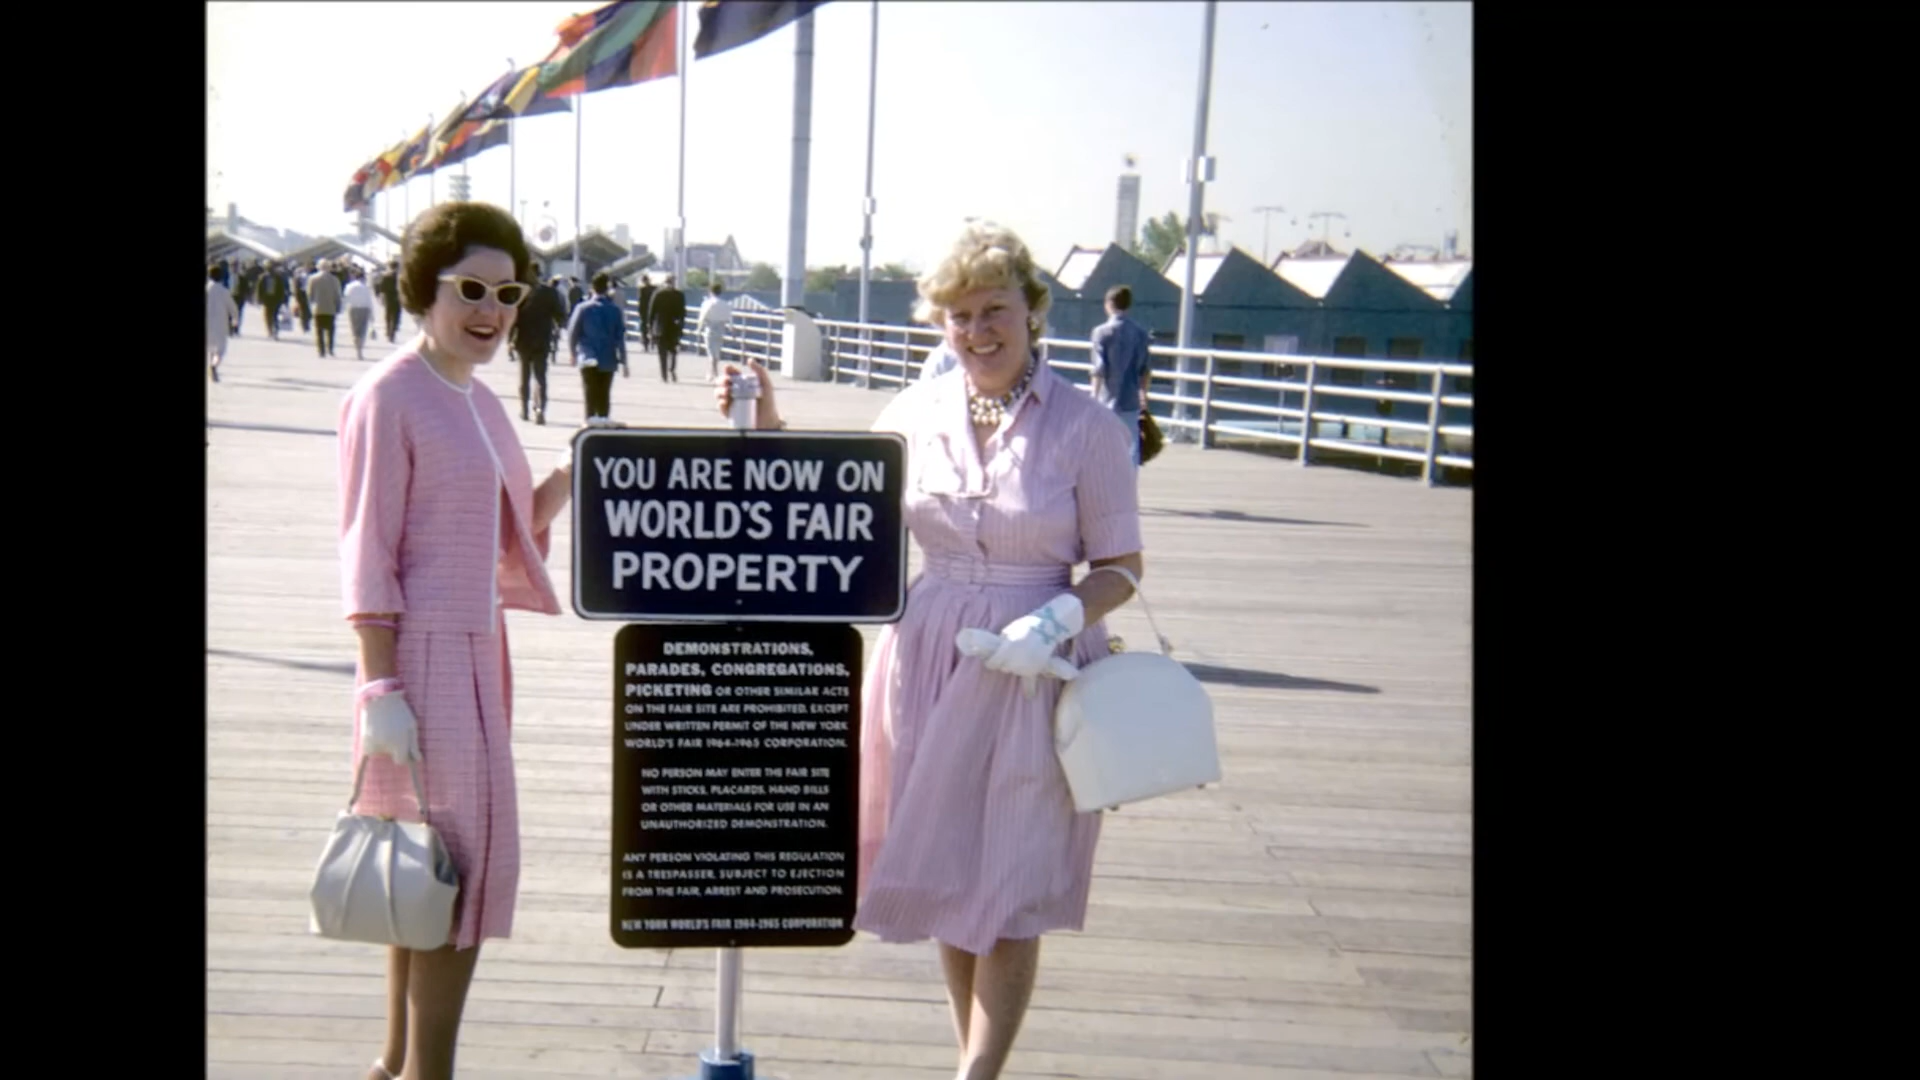 YOU ARE NOW ON
WORLD'S FAIR
PROPERTY
DEMONSTRATIONS,
PARADES, CONGREGATIONS,
PICKETING OR OTHER SIMILAR ACTS
ON THE FAIR SITE ARE PROHIBITED, EXCEPT
UNDER WRITTEN PERMIT OF THE NEW YORK
WORLD'S FAIR 1964-1965 CORPORATION.
NO PERSON MAY ENTER THE FAIR SITE
WITH STICKS, PLACARDS, HAND BILLS
OR OTHER MATERIALS FOR USE IN AN
UNAUTHORIZED DEMONSTRATION.
ANY PERSON VIOLATING THIS REGULATION
IS A TRESPASSER, SUBJECT TO EJECTION
FROM THE FAIR, ARREST AND PROSECUTION.
NEW YORK WORLD'S FAIR 1964-1965 CORPORATION